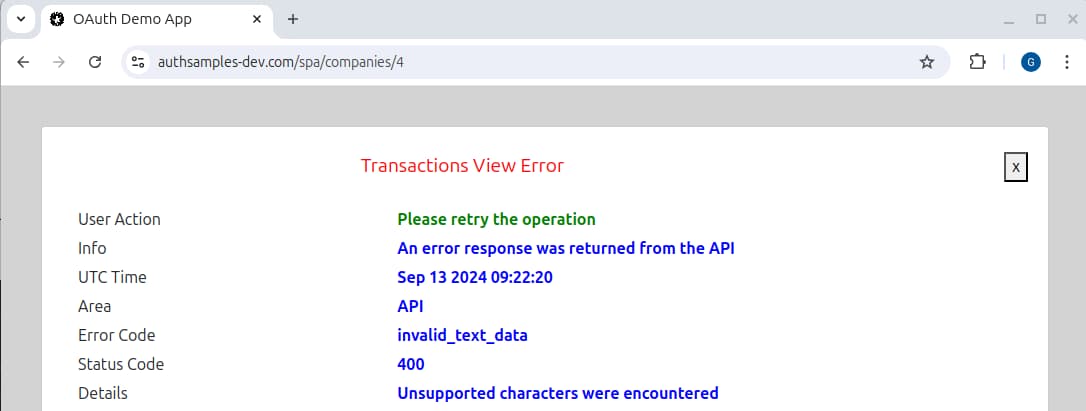 OAuth Demo App
authsamples-dev.com/spa/companies/4
G
Transactions View Error
x
User Action Please retry the operation
Info An error response was returned from the API
UTC Time Sep 13 2024 09:22:20
Area API
Error Code invalid_text_data
Status Code 400
Details Unsupported characters were encountered